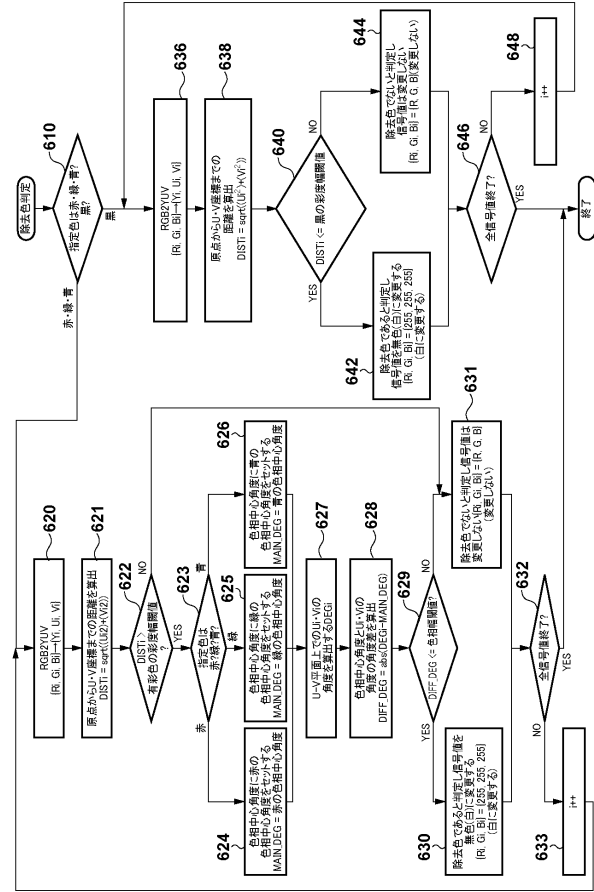 除去色判定
610
指定色は赤・緑・青?
黒?
赤・緑・青
黒
620
RGB2YUV
{Ri, Gi, Bi}→{Yi, Ui, Vi}
621
原点からU・V座標までの距離を算出
DISTi = sqrt((Ui2)+(Vi2))
622
DISTi >
有彩色の彩度幅閾値
?
NO
YES
623
指定色は
赤?緑?青?
赤
緑
青
624
色相中心角度に赤の
色相中心角度をセットする
MAIN_DEG = 赤の色相中心角度
625
色相中心角度に緑の
色相中心角度をセットする
MAIN_DEG = 緑の色相中心角度
626
色相中心角度に青の
色相中心角度をセットする
MAIN_DEG = 青の色相中心角度
627
U-V平面上でのUi・Viの
角度を算出するDEGi
628
色相中心角度とUi・Viの
角度の角度差を算出
DIFF_DEG = abs(DEGi-MAIN_DEG)
629
DIFF_DEG <= 色相幅閾値?
YES
NO
630
除去色であると判定し信号値を
無色(白)に変更する
{Ri, Gi, Bi} = {255, 255, 255}
(白に変更する)
631
除去色でないと判定し信号値は
変更しない{Ri, Gi, Bi} = {R, G, B}
(変更しない)
632
全信号値終了?
NO
YES
633
i++
636
RGB2YUV
{Ri, Gi, Bi}→{Yi, Ui, Vi}
638
原点からU・V座標までの
距離を算出
DISTi = sqrt((Ui²)+(Vi²))
640
DISTi <= 黒の彩度幅閾値
YES
NO
642
除去色であると判定し
信号値を無色(白)に変更する
{Ri, Gi, Bi} = {255, 255, 255}
(白に変更する)
644
除去色でないと判定し
信号値は変更しない
{Ri, Gi, Bi} = {R, G, B}(変更しない)
646
全信号値終了?
NO
YES
648
i++
終了